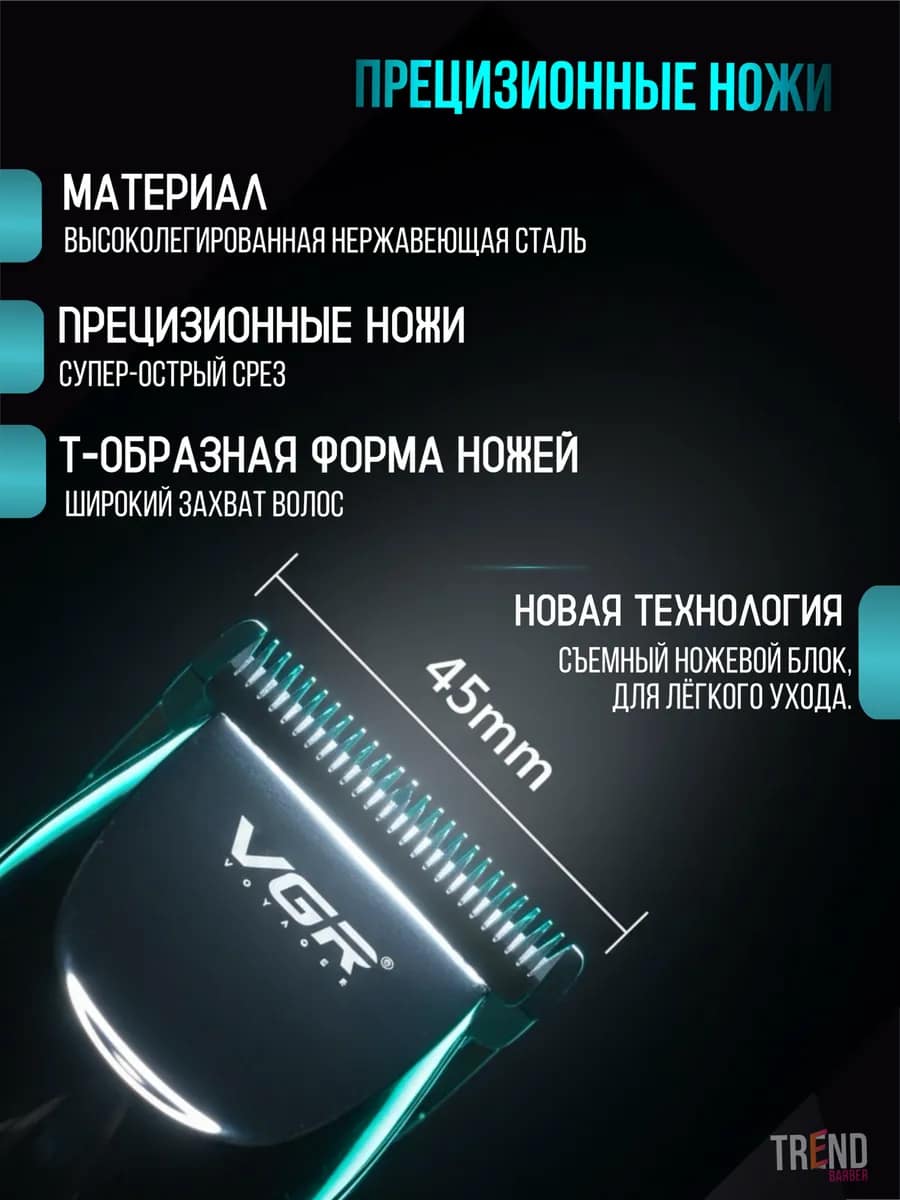 ПРЕЦИЗИОННЫЕ НОЖИ
МАТЕРИАЛ
ВЫСОКОЛЕГИРОВАННАЯ НЕРЖАВЕЮЩАЯ СТАЛЬ
ПРЕЦИЗИОННЫЕ НОЖИ
СУПЕР-ОСТРЫЙ СРЕЗ
Т-ОБРАЗНАЯ ФОРМА НОЖЕЙ
ШИРОКИЙ ЗАХВАТ ВОЛОС
НОВАЯ ТЕХНОЛОГИЯ
СЪЕМНЫЙ НОЖЕВОЙ БЛОК,
ДЛЯ ЛЁГКОГО УХОДА.
45mm
VGR®
VOYAGER
TREND
BARBER